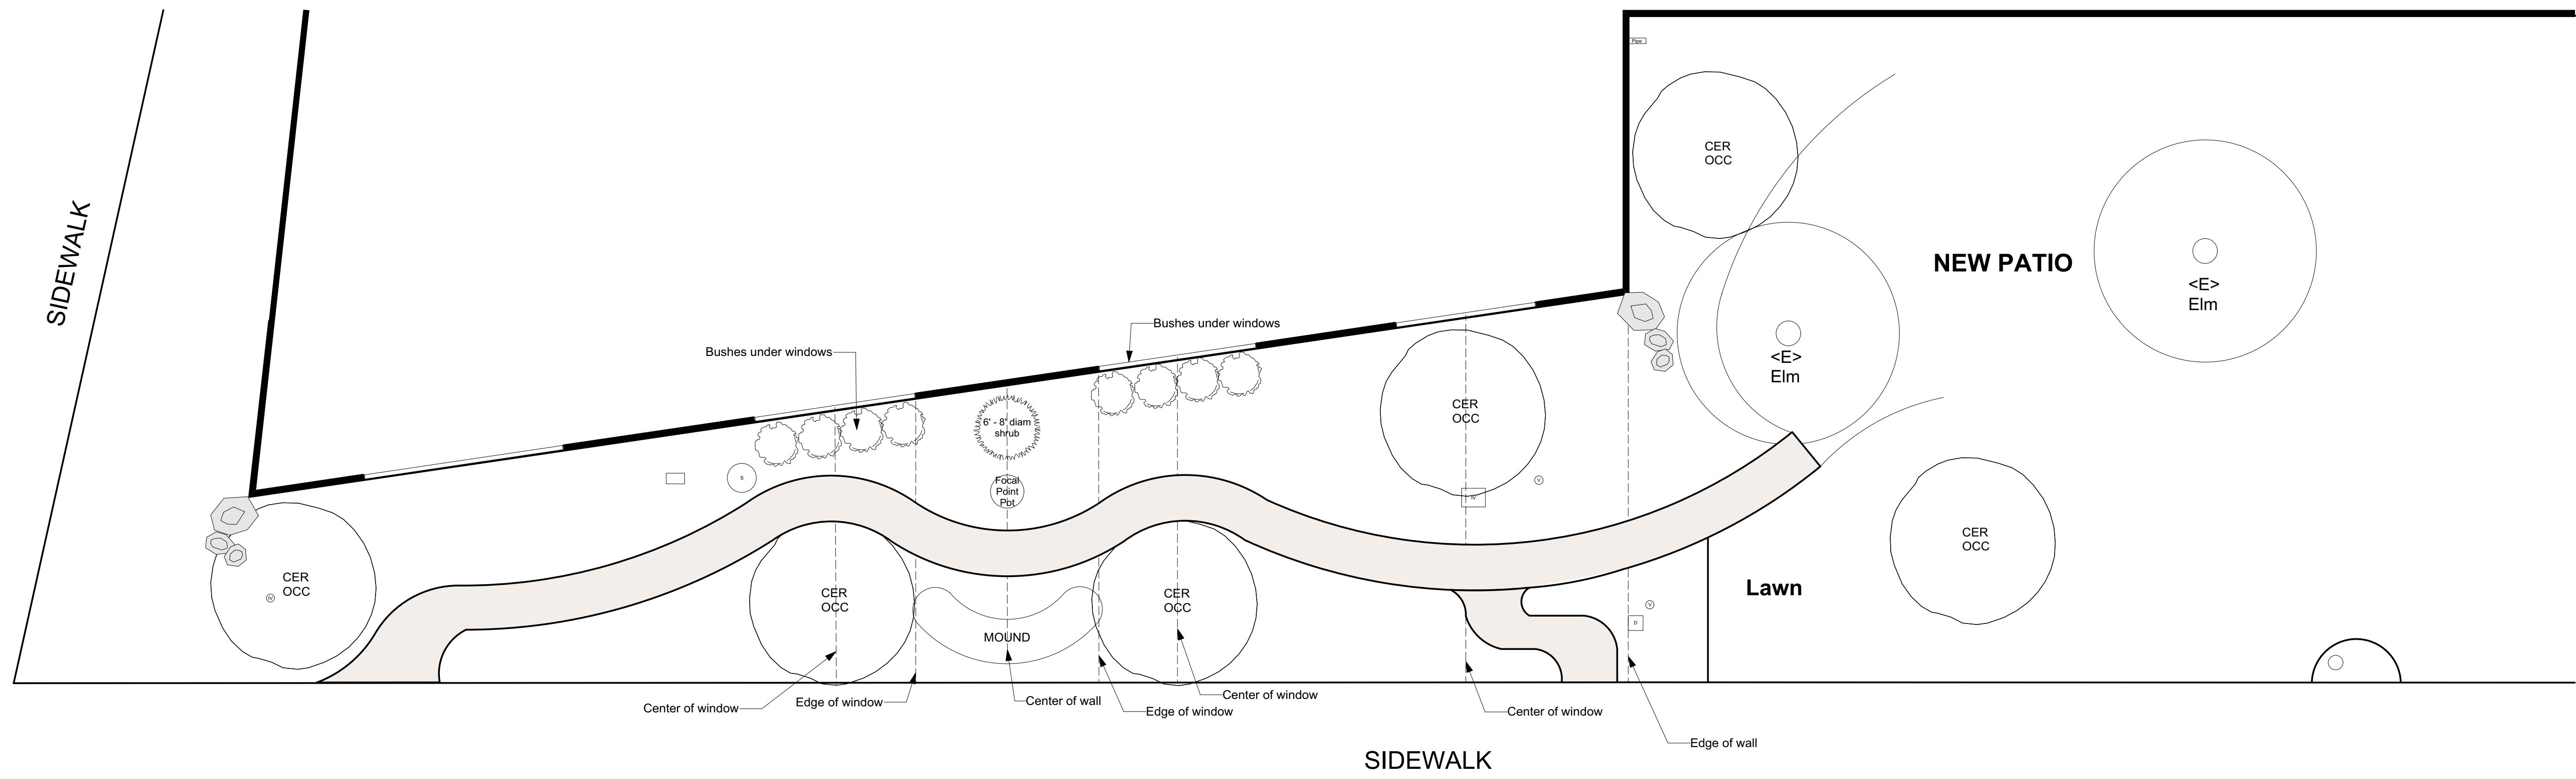 Pipe
CER
OCC
SIDEWALK
NEW PATIO
<E>
Elm
Bushes under windows
Bushes under windows
<E>
Elm
CER
OCC
6' - 8' diam
shrub
S
Focal
Point
Pot
V
IV
CER
OCC
CER
OCC
IV
CER
OCC
CER
OCC
Lawn
V
D
MOUND
Center of window
Edge of window
Center of wall
Center of window
Edge of window
Center of window
Edge of wall
SIDEWALK